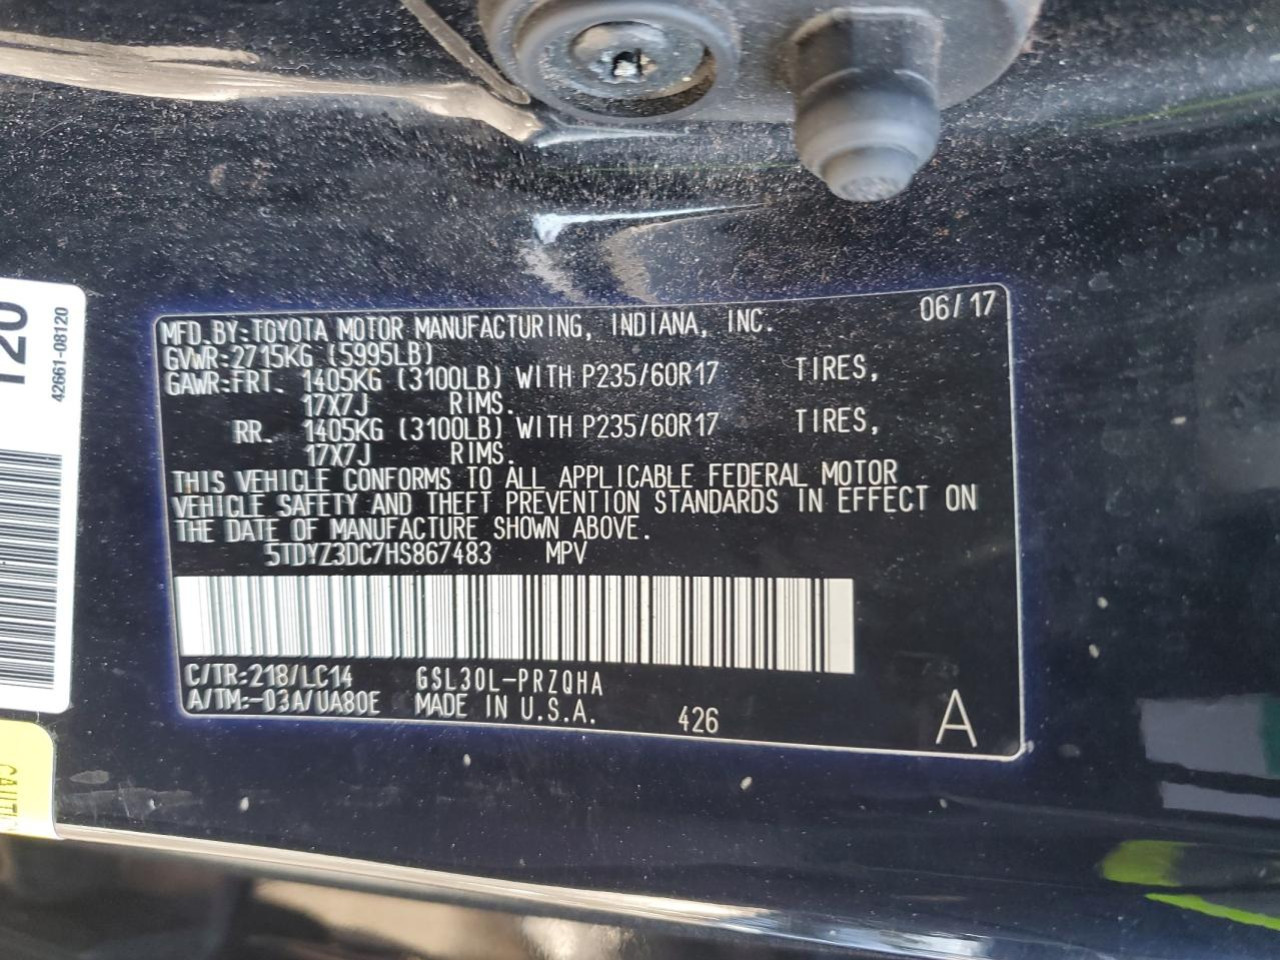 06/17
MFD.BY:TOYOTA MOTOR MANUFACTURING, INDIANA, INC.
GVWR:2715KG (5995LB)
GAWR:FRT. 1405KG (3100LB) WITH P235/60R17 TIRES,
17X7J RIMS.
RR. 1405KG (3100LB) WITH P235/60R17 TIRES,
17X7J RIMS.
THIS VEHICLE CONFORMS TO ALL APPLICABLE FEDERAL MOTOR
VEHICLE SAFETY AND THEFT PREVENTION STANDARDS IN EFFECT ON
THE DATE OF MANUFACTURE SHOWN ABOVE.
5TDYZ3DC7HS867483 MPV
C/TR:218/LC14 GSL30L-PRZQHA
A/TM:-03A/UA80E MADE IN U.S.A. 426 A
42661-08120